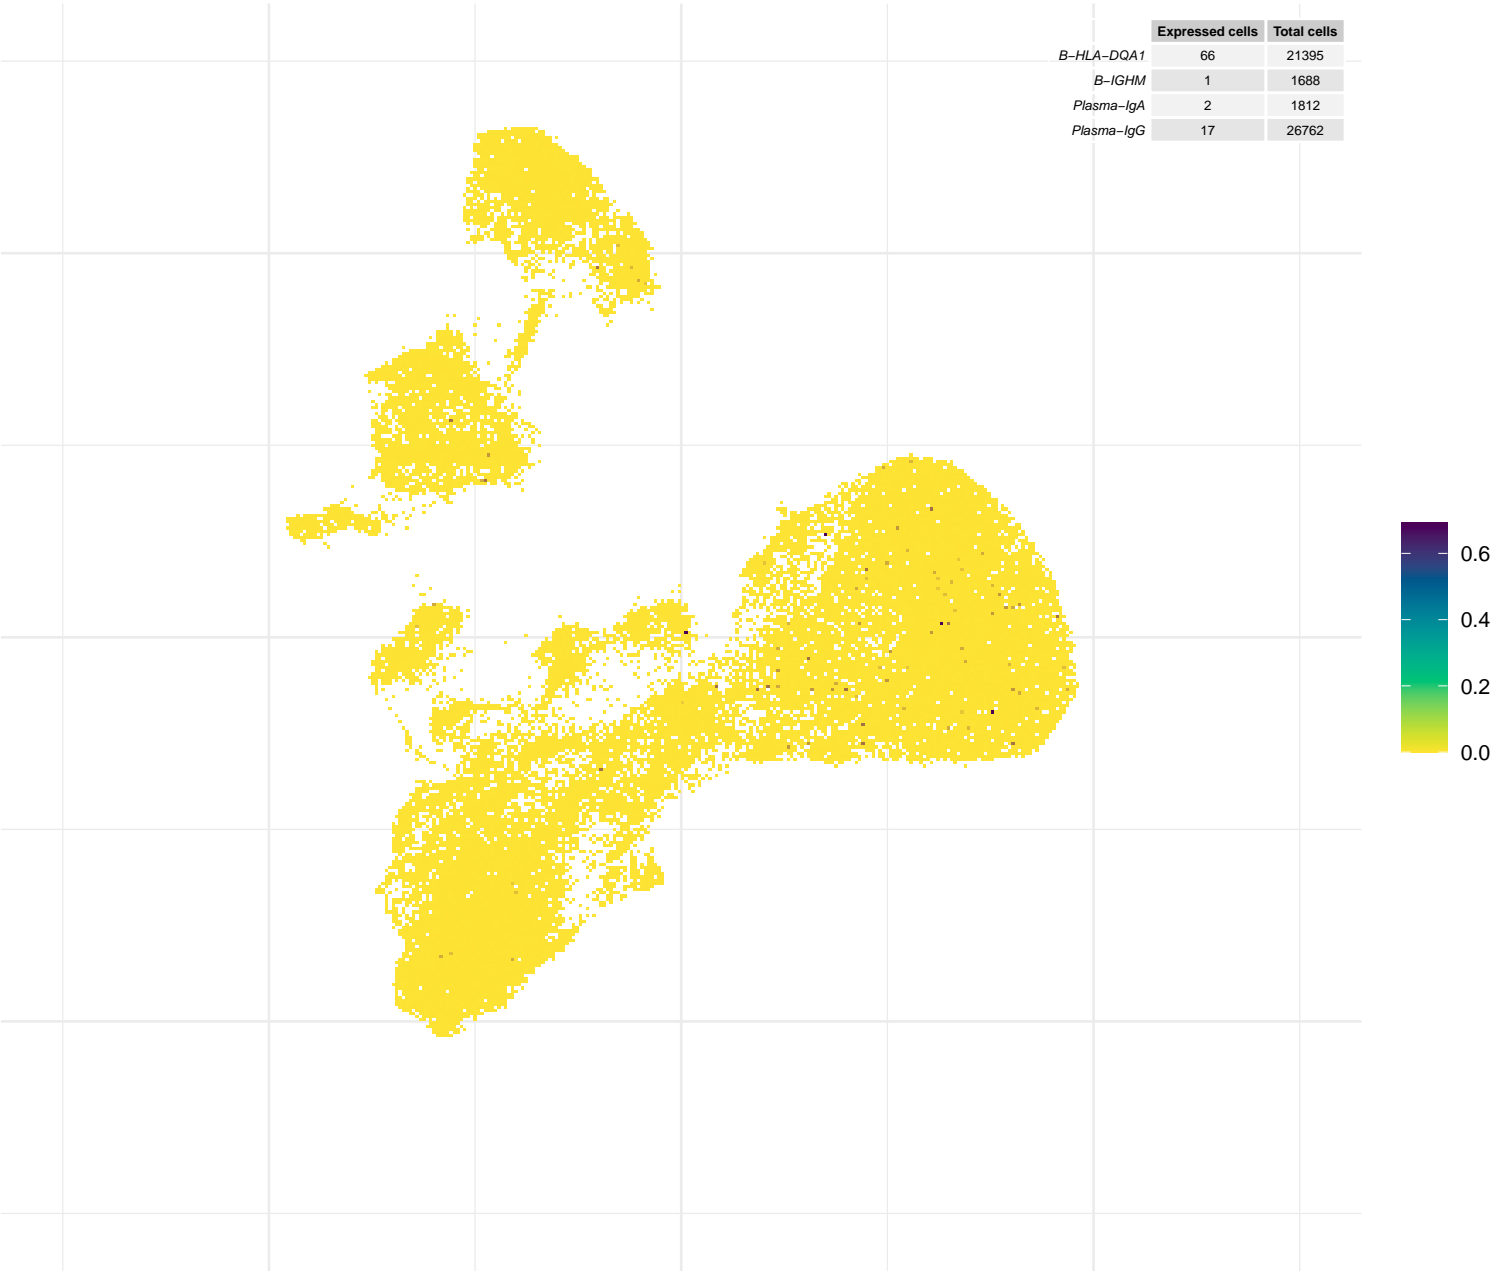 Expressed cells Total cells
B−HLA−DQA1 66 21395
B−IGHM 1 1688
Plasma−IgA 2 1812
Plasma−IgG 17 26762
0.6
0.4
0.2
0.0